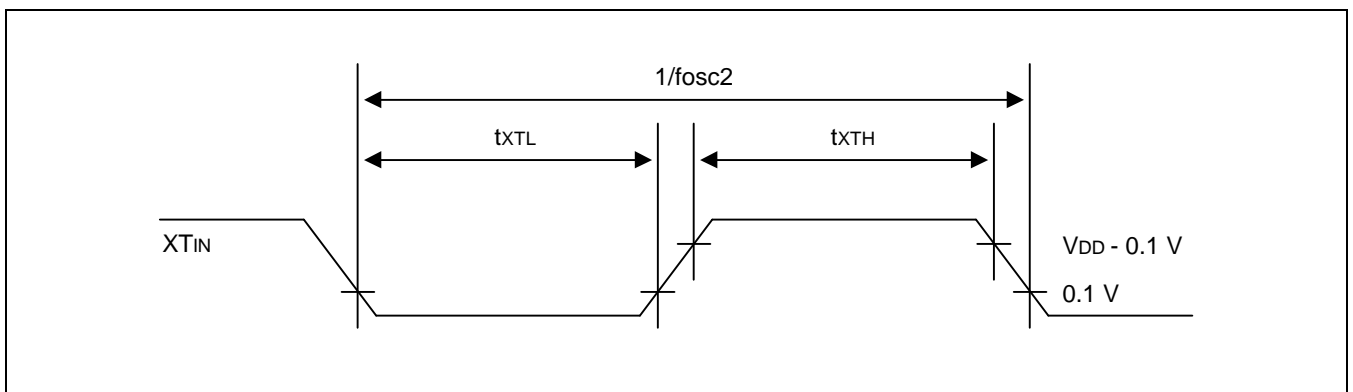 1/fosc2
tXTL
tXTH
XTIN
VDD - 0.1 V
0.1 V